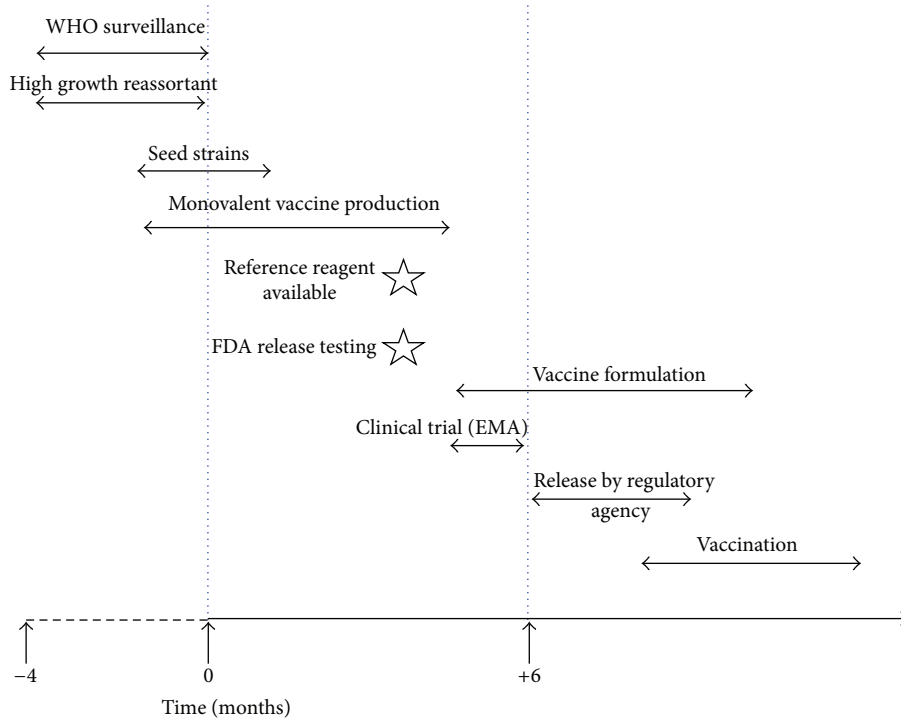 WHO surveillance
High growth reassortant
Seed strains
Monovalent vaccine production
Reference reagent
available
FDA release testing
Vaccine formulation
Clinical trial (EMA)
Release by regulatory
agency
Vaccination
−4
0
+6
Time (months)